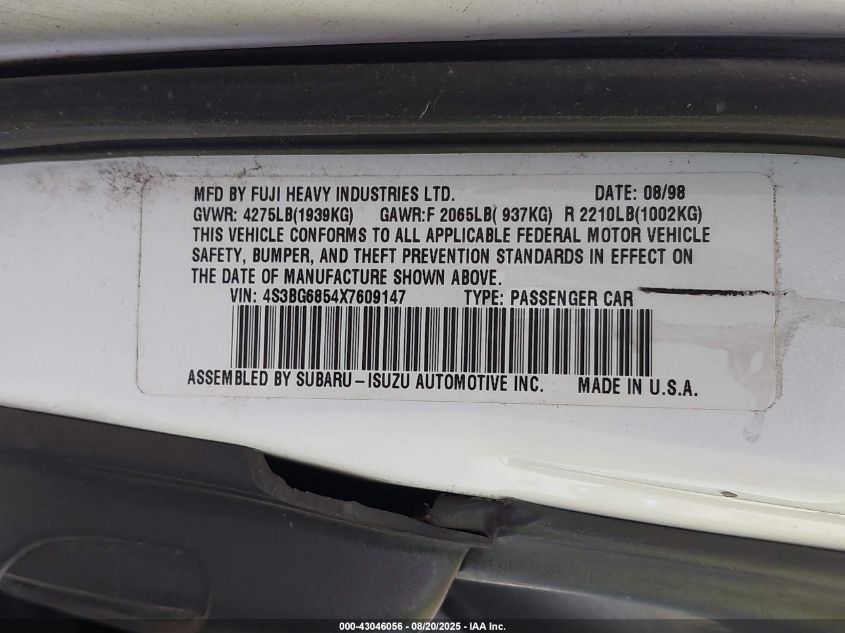 MFD BY FUJI HEAVY INDUSTRIES LTD. DATE: 08/98
GVWR: 4275LB(1939KG) GAWR:F 2065LB( 937KG) R 2210LB(1002KG)
THIS VEHICLE CONFORMS TO ALL APPLICABLE FEDERAL MOTOR VEHICLE
SAFETY, BUMPER, AND THEFT PREVENTION STANDARDS IN EFFECT ON
THE DATE OF MANUFACTURE SHOWN ABOVE.
VIN: 4S3BG6854X7609147 TYPE: PASSENGER CAR
ASSEMBLED BY SUBARU-ISUZU AUTOMOTIVE INC. MADE IN U.S.A.
000-43046056 - 08/20/2025 - IAA Inc.